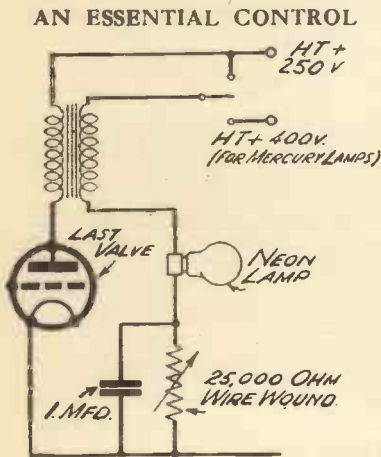 AN ESSENTIAL CONTROL
HT+
250 V
HT+ 400V.
(FOR MERCURY LAMPS)
LAST
VALVE
NEON
LAMP
1.MFD.
25,000 OHM
WIRE WOUND.